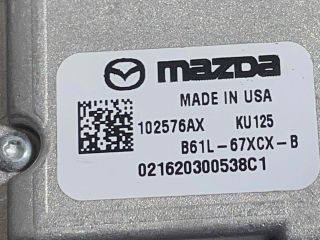 mazda
MADE IN USA
102576AX KU125
B61L-67XCX-B
021620300538C1